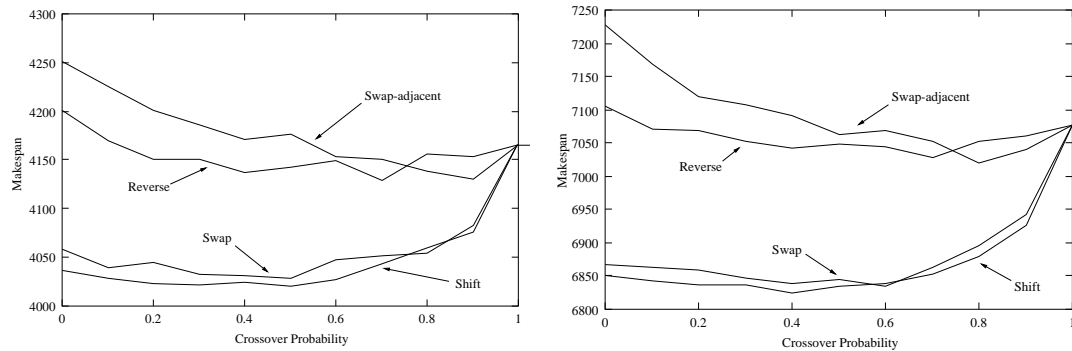 4300
4250
4200
4150
4100
4050
4000
Makespan
Swap-adjacent
Reverse
Swap
Shift
0
0.2
0.4
0.6
0.8
1
Crossover Probability
7250
7200
7150
7100
7050
7000
6950
6900
6850
6800
Makespan
Swap-adjacent
Reverse
Swap
Shift
0
0.2
0.4
0.6
0.8
1
Crossover Probability